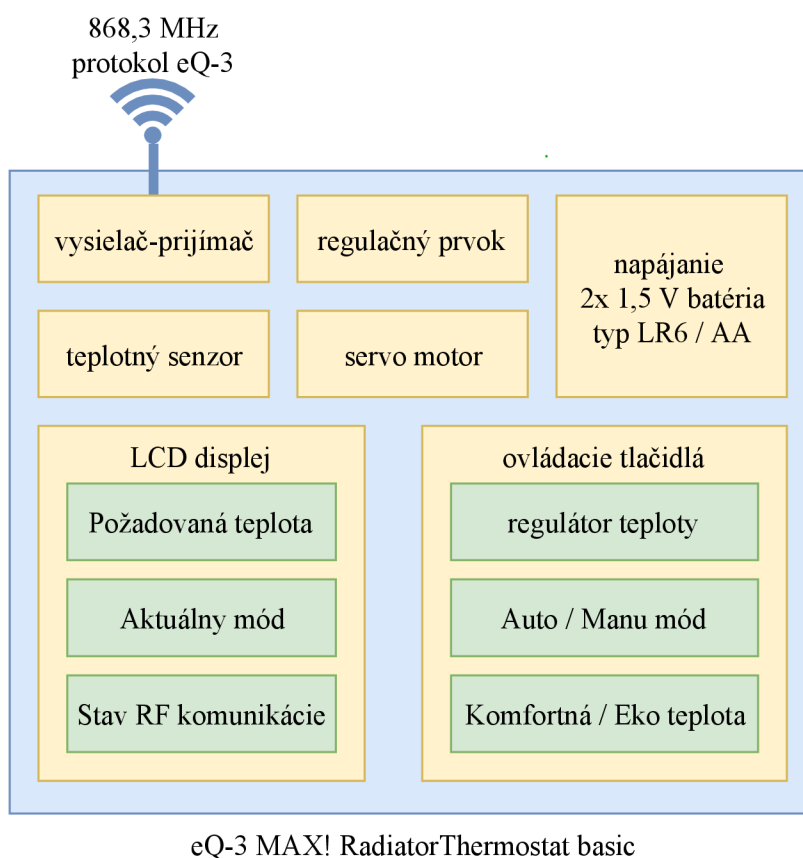 868,3 MHz
protokol eQ-3
vysielač-prijímač
regulačný prvok
napájanie
2x 1,5 V batéria
typ LR6 / AA
teplotný senzor
servo motor
LCD displej
Požadovaná teplota
Aktuálny mód
Stav RF komunikácie
ovládacie tlačidlá
regulátor teploty
Auto / Manu mód
Komfortná / Eko teplota
eQ-3 MAX! RadiatorThermostat basic